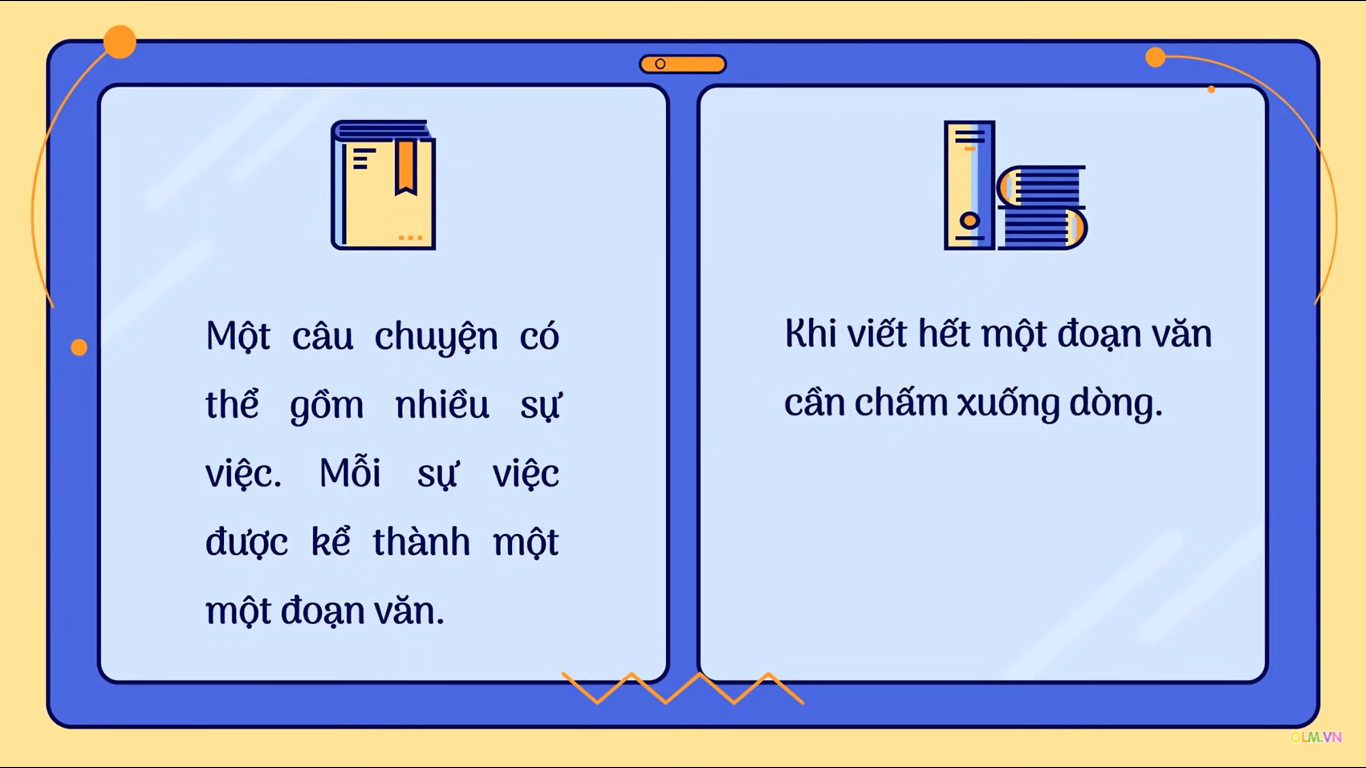 Một câu chuyện có
thể gồm nhiều sự
việc. Mỗi sự việc
được kể thành một
một đoạn văn.
Khi viết hết một đoạn văn
cần chấm xuống dòng.
OLM.VN